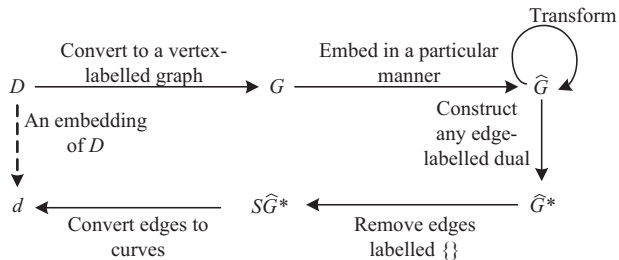 Transform
Convert to a vertex-
labelled graph
Embed in a particular
manner
D
G
Ĝ
An embedding
of D
Construct
any edge-
labelled dual
d
SĜ*
Ĝ*
Convert edges to
curves
Remove edges
labelled {}